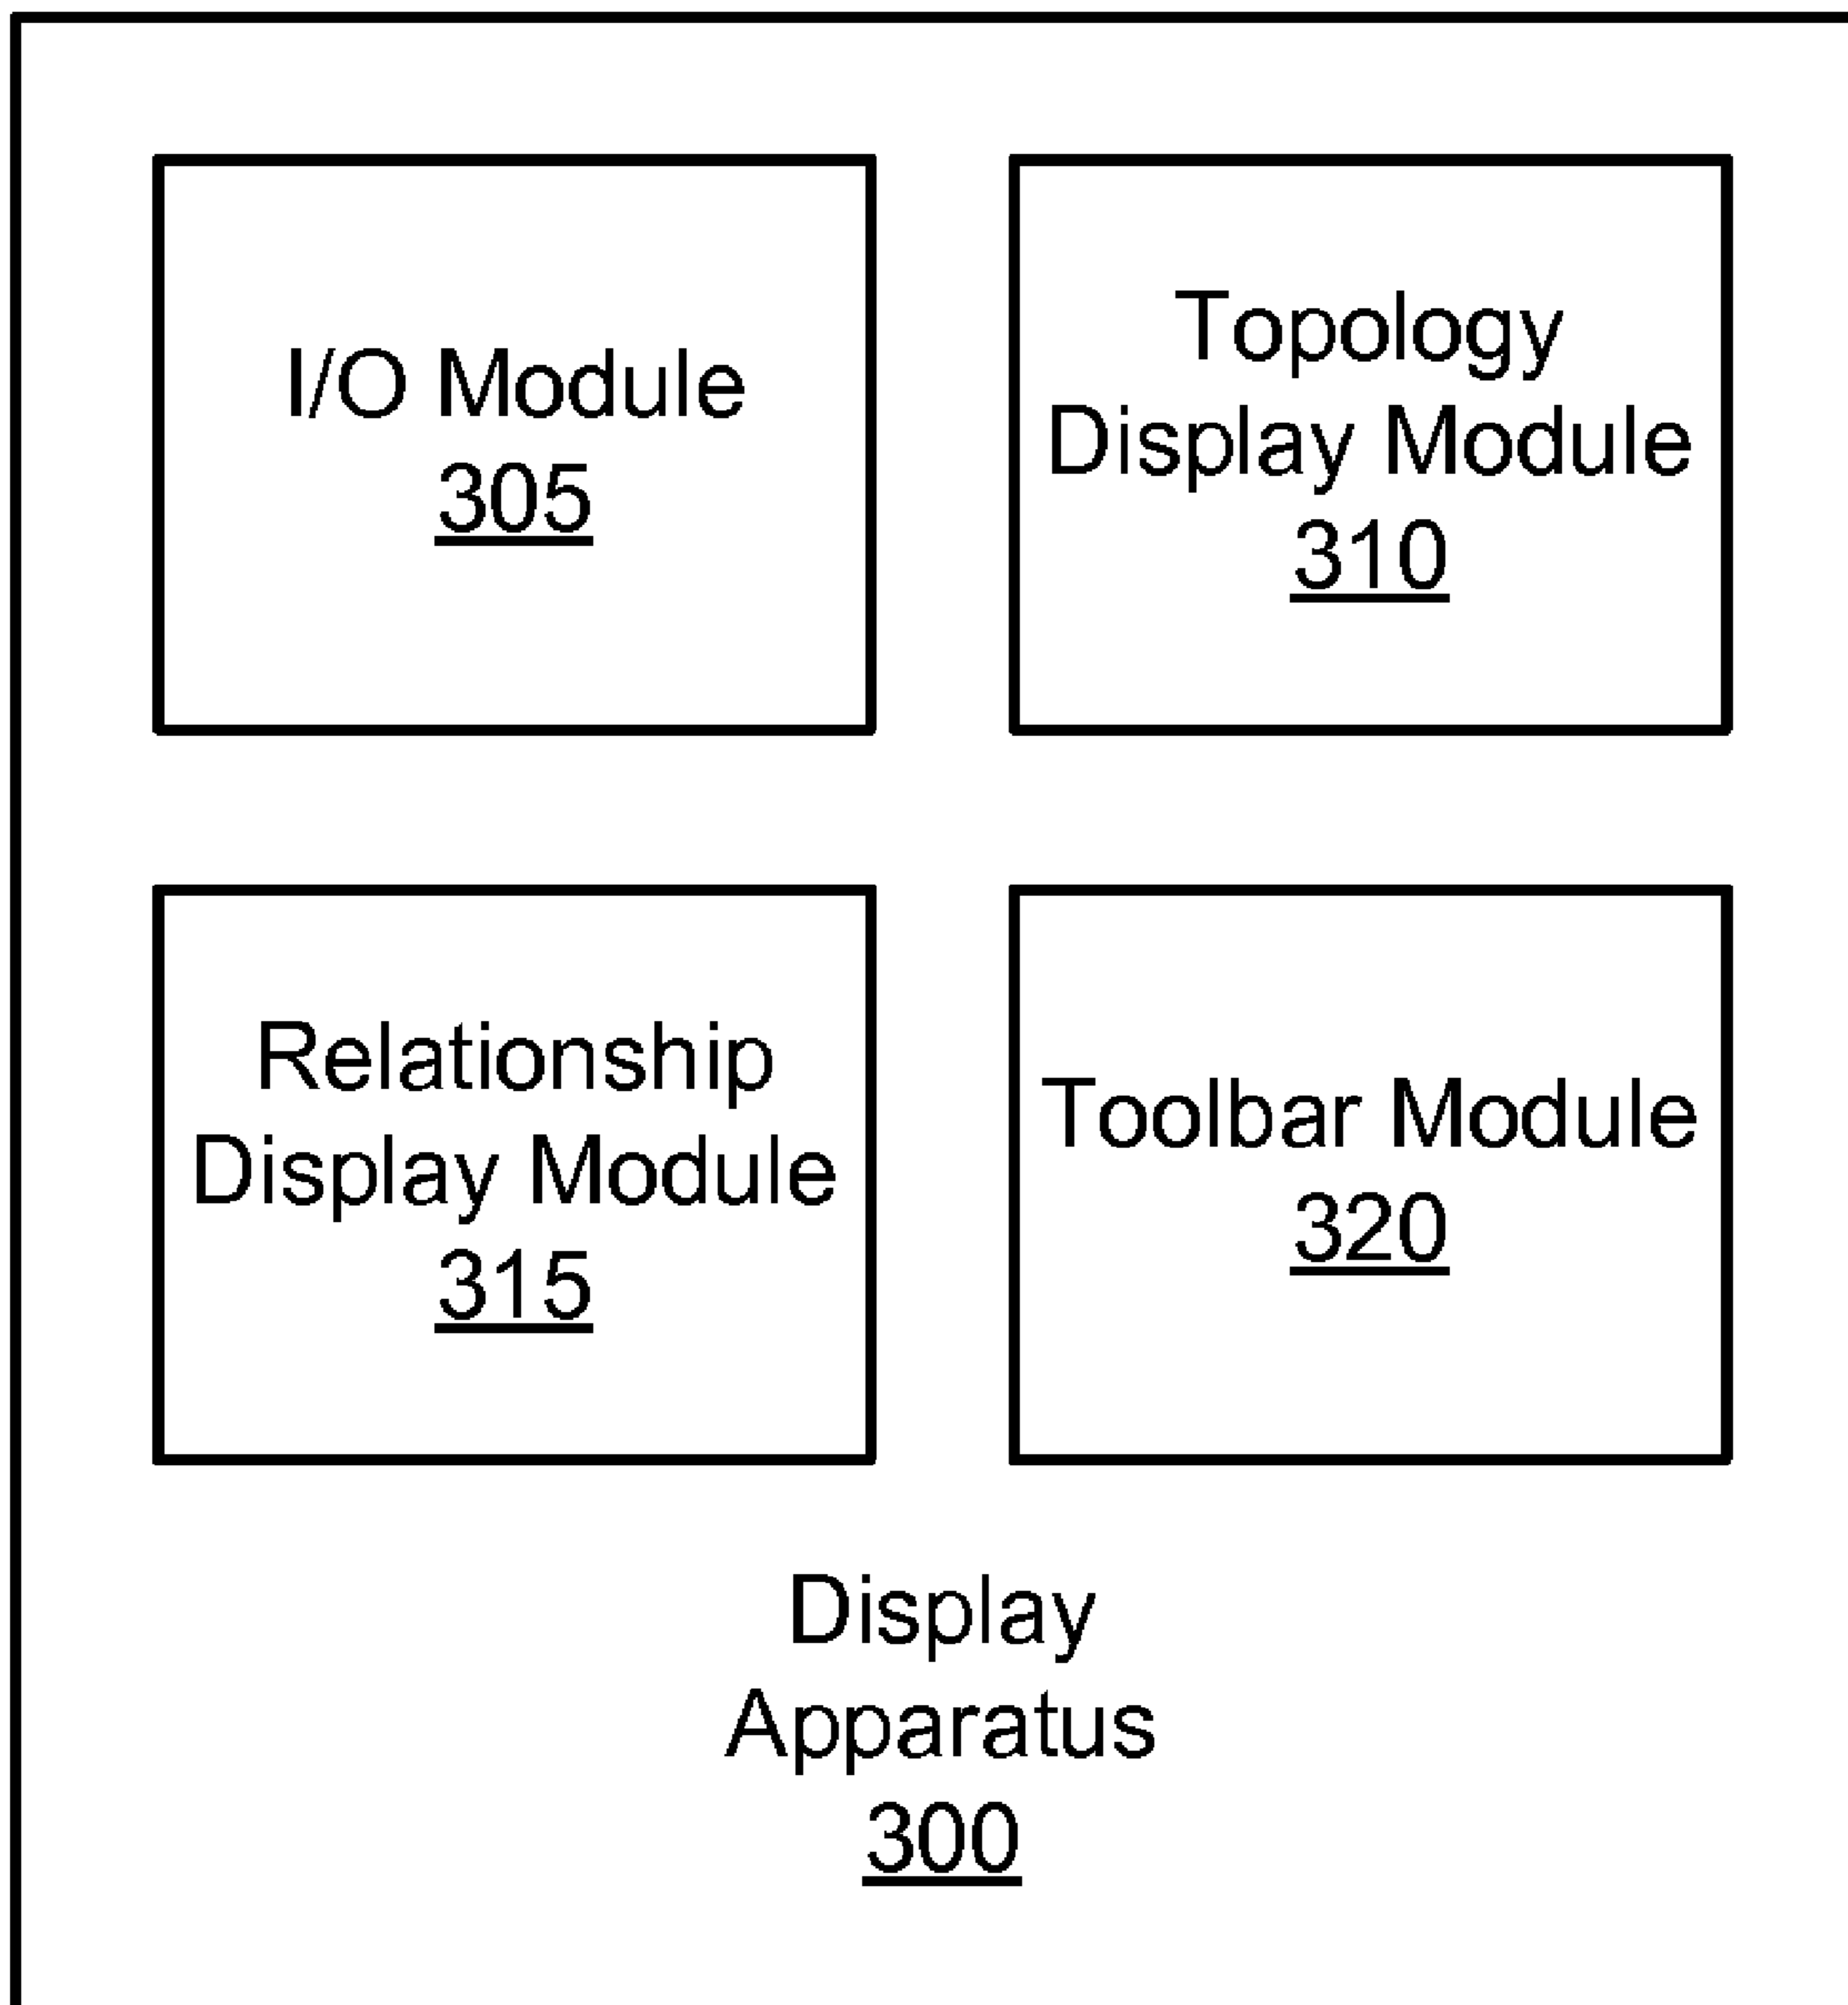 I/O Module
305
Topology
Display Module
310
Relationship
Display Module
315
Toolbar Module
320
Display
Apparatus
300